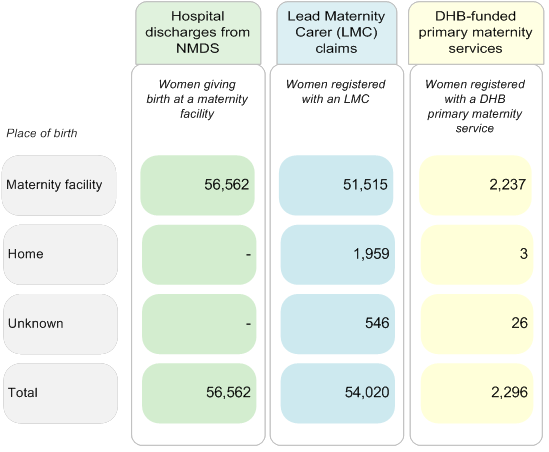 Hospital
discharges from
NMDS
Lead Maternity
Carer (LMC)
claims
DHB-funded
primary maternity
services
Women giving
birth at a maternity
facility
Women registered
with an LMC
Women registered
with a DHB
primary maternity
service
Place of birth
Maternity facility 56,562 51,515 2,237
Home - 1,959 3
Unknown - 546 26
Total 56,562 54,020 2,296